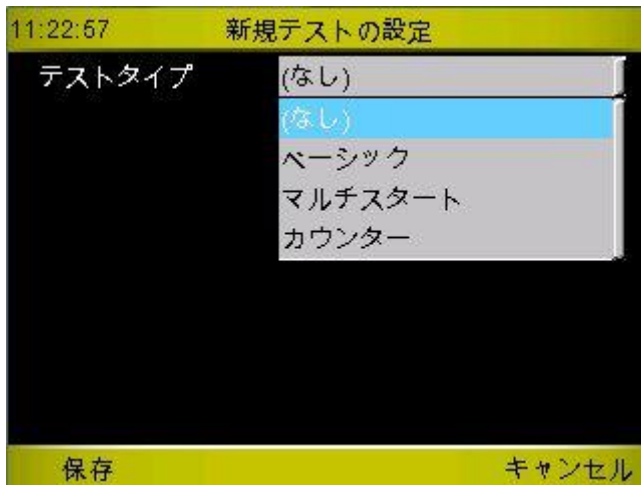 11:22:57 新規テストの設定
テストタイプ (なし)
(なし)
ベーシック
マルチスタート
カウンター
保存 キャンセル